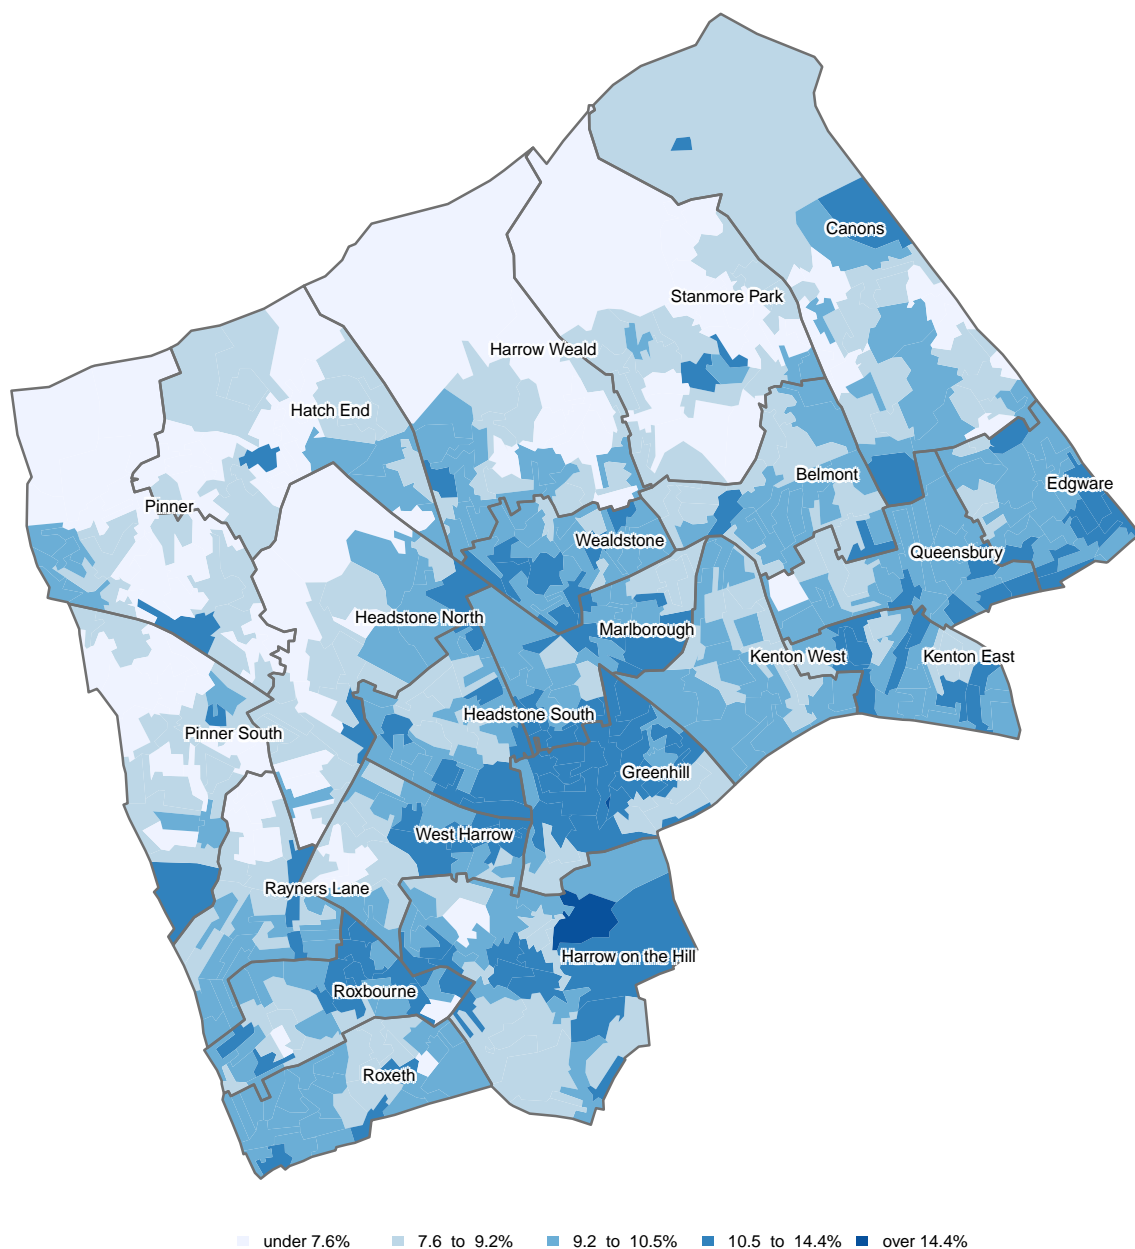 Canons
Stanmore Park
Harrow Weald
Hatch End
Belmont
Edgware
Pinner
Wealdstone
Queensbury
Headstone North
Marlborough
Kenton West
Kenton East
Headstone South
Pinner South
Greenhill
West Harrow
Rayners Lane
Harrow on the Hill
Roxbourne
Roxeth
under 7.6% 7.6 to 9.2% 9.2 to 10.5% 10.5 to 14.4% over 14.4%